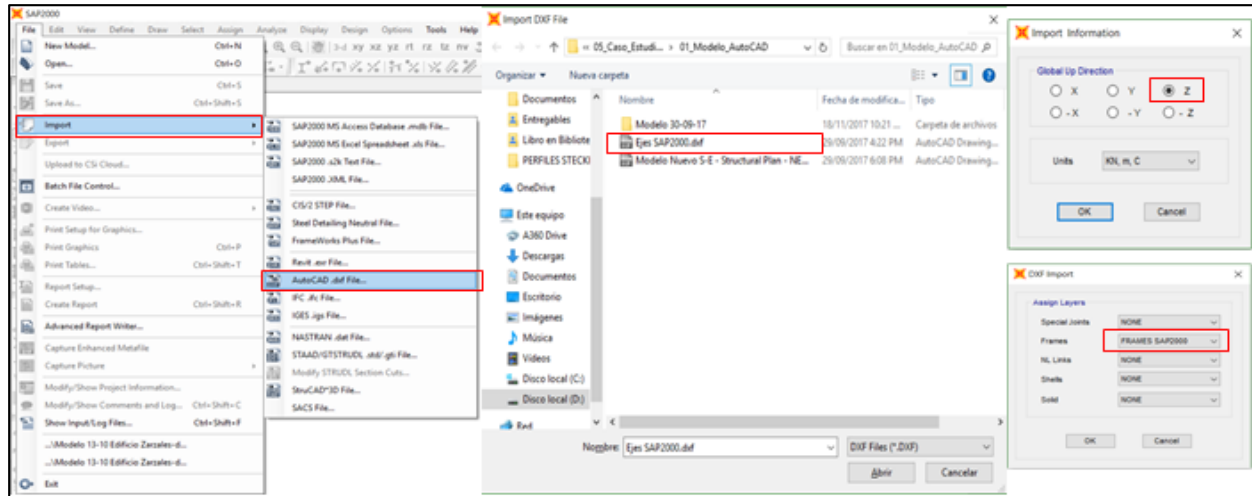 SAP2000
File Edit View Define Draw Select Assign Analyze Display Design Options Tools Help
New Model... Ctrl+N
Open... Ctrl+O
Save Ctrl+S
Save As... Ctrl+Shift+S
Import
Export
Upload to CSi Cloud...
Batch File Control...
Create Video...
Print Setup for Graphics...
Print Graphics Ctrl+P
Print Tables... Ctrl+Shift+T
Report Setup...
Create Report Ctrl+Shift+R
Advanced Report Writer...
Capture Enhanced Metafile
Capture Picture
Modify/Show Project Information...
Modify/Show Comments and Log... Ctrl+Shift+C
Show Input/Log Files... Ctrl+Shift+F
...\Modelo 13-10 Edificio Zarzales-d...
...\Modelo 13-10 Edificio Zarzales-d...
Exit
3-d xy xz yz rt rz tz nv
SAP2000 MS Access Database .mdb File...
SAP2000 MS Excel Spreadsheet .xls File...
SAP2000 .s2k Text File...
SAP2000 .XML File...
CIS/2 STEP File...
Steel Detailing Neutral File...
FrameWorks Plus File...
Revit .exr File...
AutoCAD .dxf File...
IFC .ifc File...
IGES .igs File...
NASTRAN .dat File...
STAAD/GTSTRUDL .std/.gti File...
Modify STRUDL Section Cuts...
StruCAD*3D File...
SACS File...
Import DXF File
« 05_Caso_Estudi... › 01_Modelo_AutoCAD
Buscar en 01_Modelo_AutoCAD
Organizar Nueva carpeta
Documentos
Entregables
Libro en Bibliote
PERFILES STECKI
OneDrive
Este equipo
A360 Drive
Descargas
Documentos
Escritorio
Imágenes
Música
Vídeos
Disco local (C:)
Disco local (D:)
Red
Nombre Fecha de modifica... Tipo
Modelo 30-09-17 18/11/2017 10:21 ... Carpeta de archivos
Ejes SAP2000.dxf 29/09/2017 4:22 PM AutoCAD Drawing...
Modelo Nuevo S-E - Structural Plan - NE... 29/09/2017 6:08 PM AutoCAD Drawing...
Nombre: Ejes SAP2000.dxf DXF Files (*.DXF)
Abrir Cancelar
Import Information
Global Up Direction
X Y Z
-X -Y -Z
Units KN, m, C
OK Cancel
DXF Import
Assign Layers
Special Joints NONE
Frames FRAMES SAP2000
NL Links NONE
Shells NONE
Solid NONE
OK Cancel